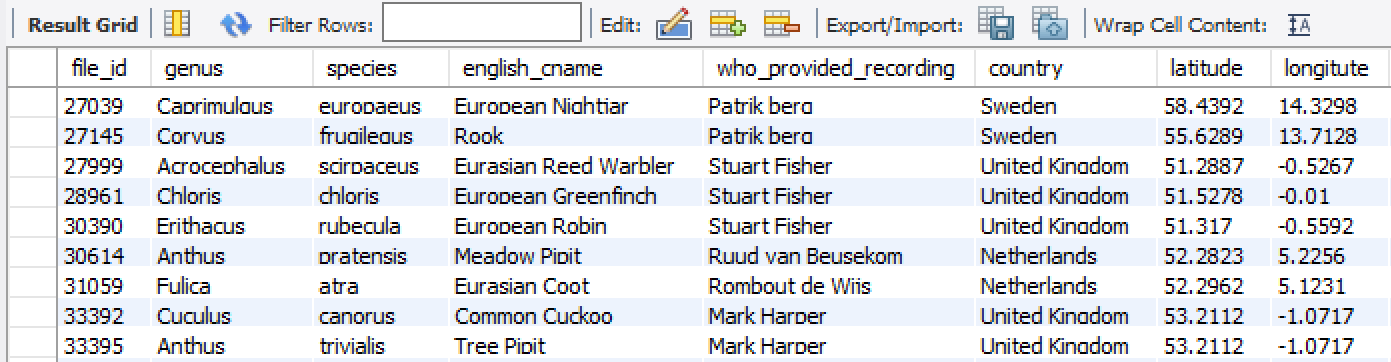 Result Grid Filter Rows: Edit: Export/Import: Wrap Cell Content:
file_id genus species english_cname who_provided_recording country latitude longitute
27039 Caprimulgus europaeus European Nightjar Patrik berg Sweden 58.4392 14.3298
27145 Corvus frugilegus Rook Patrik berg Sweden 55.6289 13.7128
27999 Acrocephalus scirpaceus Eurasian Reed Warbler Stuart Fisher United Kingdom 51.2887 -0.5267
28961 Chloris chloris European Greenfinch Stuart Fisher United Kingdom 51.5278 -0.01
30390 Erithacus rubecula European Robin Stuart Fisher United Kingdom 51.317 -0.5592
30614 Anthus pratensis Meadow Pipit Ruud van Beusekom Netherlands 52.2823 5.2256
31059 Fulica atra Eurasian Coot Rombout de Wijs Netherlands 52.2962 5.1231
33392 Cuculus canorus Common Cuckoo Mark Harper United Kingdom 53.2112 -1.0717
33395 Anthus trivialis Tree Pipit Mark Harper United Kingdom 53.2112 -1.0717